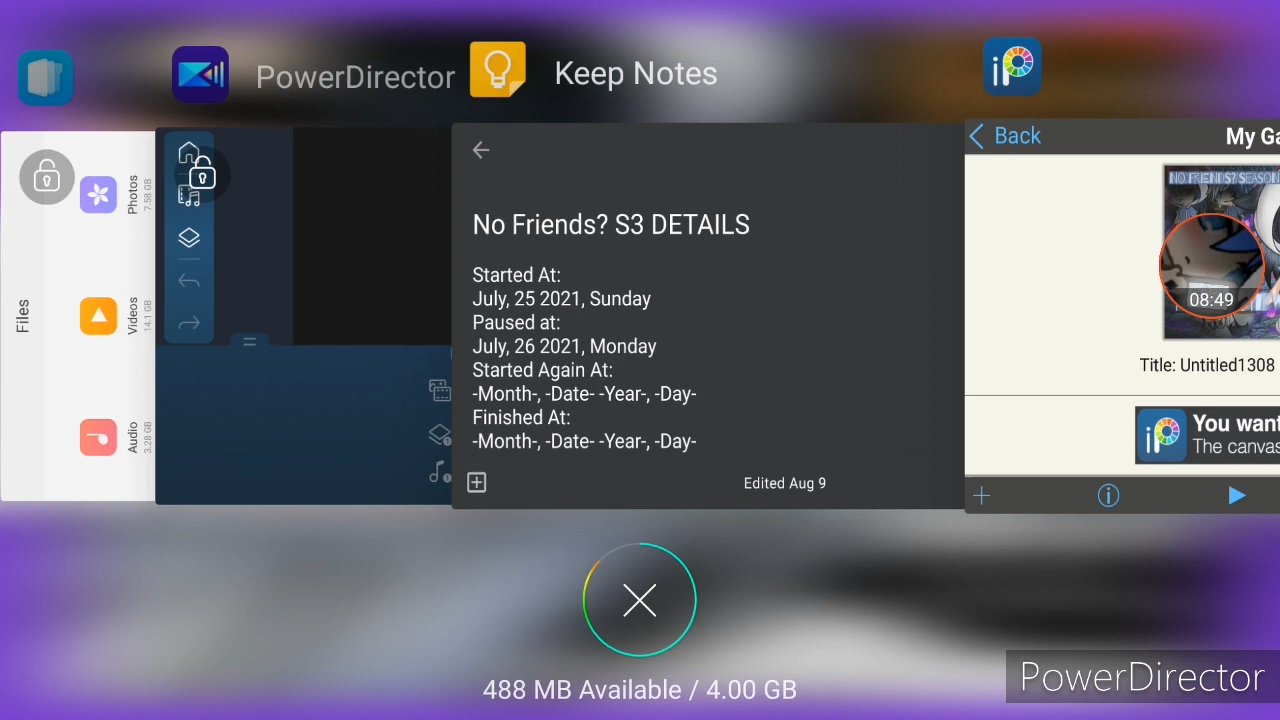 PowerDirector
Keep Notes
Files
Photos
7.58 GB
Videos
14.1 GB
Audio
3.28 GB
No Friends? S3 DETAILS
Started At:
July, 25 2021, Sunday
Paused at:
July, 26 2021, Monday
Started Again At:
-Month-, -Date- -Year-, -Day-
Finished At:
-Month-, -Date- -Year-, -Day-
Edited Aug 9
iP
Back
My Ga
NO FRIENDS? SEASON
08:49
Title: Untitled1308
iP
You want
The canvas
488 MB Available / 4.00 GB
PowerDirector